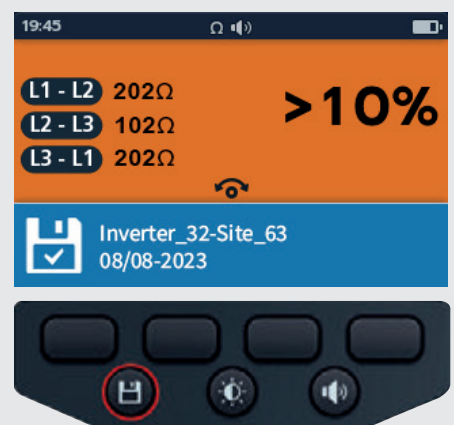 19:45 Ω
L1 - L2 202Ω
>10%
L2 - L3 102Ω
L3 - L1 202Ω
Inverter_32-Site_63
08/08-2023